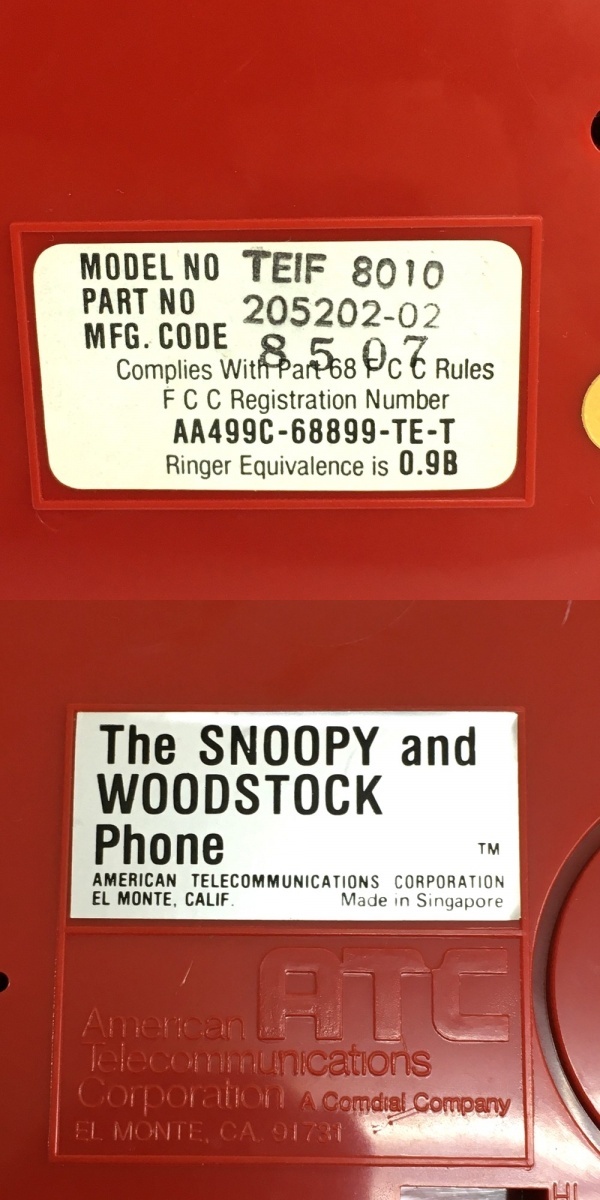 MODEL NO TEIF 8010
PART NO 205202-02
MFG. CODE 8507
Complies With Part 68 F C C Rules
F C C Registration Number
AA499C-68899-TE-T
Ringer Equivalence is 0.9B
The SNOOPY and
WOODSTOCK
Phone TM
AMERICAN TELECOMMUNICATIONS CORPORATION
EL MONTE, CALIF. Made in Singapore
ATC
American
Telecommunications
Corporation A Comdial Company
EL MONTE, CA. 91731
HI